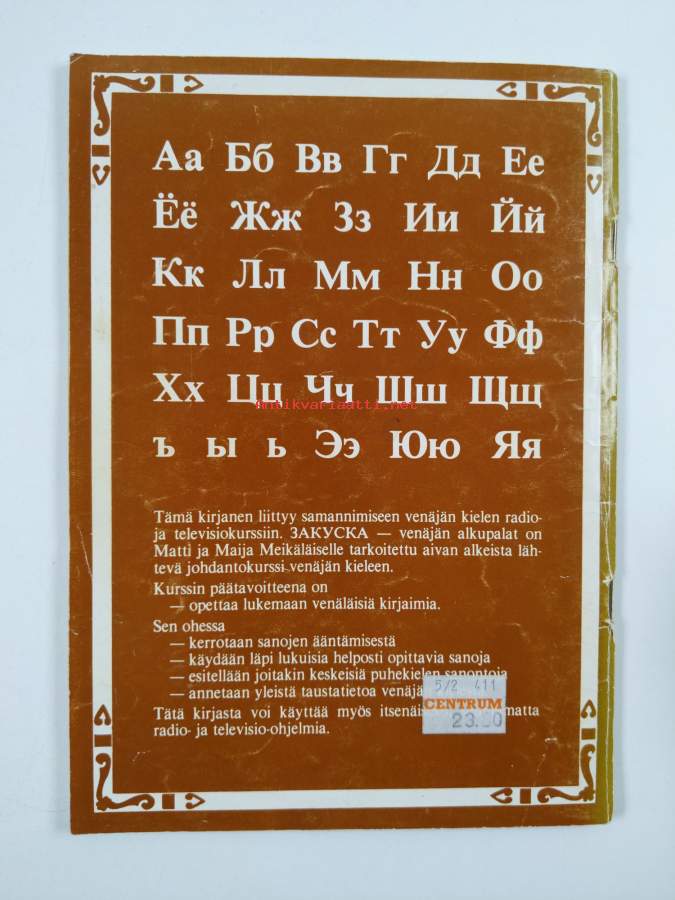 Аа Бб Вв Гг Дд Ее
Ёё Жж Зз Ии Йй
Кк Лл Мм Нн Оо
Пп Рр Сс Тт Уу Фф
Хх Цц Чч Шш Щщ
antikvariaatti.net
ъ ы ь Ээ Юю Яя
Tämä kirjanen liittyy samannimiseen venäjän kielen radio-
ja televisiokurssiin. ЗАКУСКА — venäjän alkupalat on
Matti ja Maija Meikäläiselle tarkoitettu aivan alkeista läh-
tevä johdantokurssi venäjän kieleen.
Kurssin päätavoitteena on
— opettaa lukemaan venäläisiä kirjaimia.
Sen ohessa
— kerrotaan sanojen ääntämisestä
— käydään läpi lukuisia helposti opittavia sanoja
— esitellään joitakin keskeisiä puhekielen sanontoja
— annetaan yleistä taustatietoa
5/2 411
CENTRUM
Tätä kirjasta voi käyttää myös
radio- ja televisio-ohjelmia.